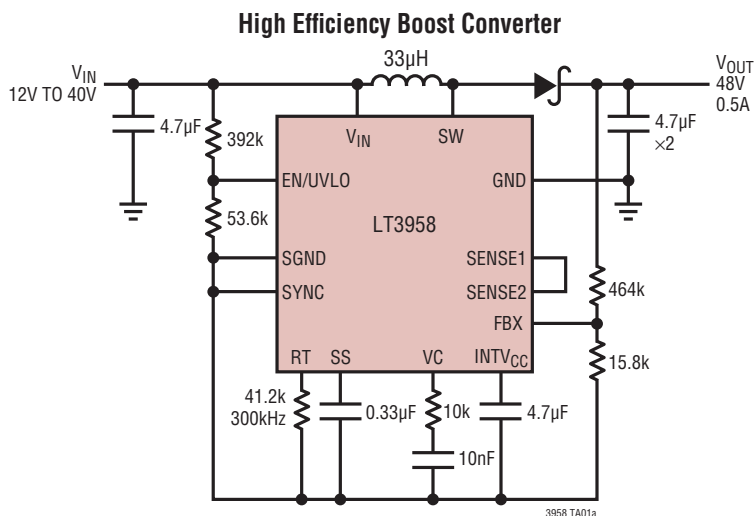 High Efficiency Boost Converter
33µH
VIN
12V TO 40V
VOUT
48V
0.5A
4.7µF
392k
VIN
SW
4.7µF
×2
EN/UVLO
GND
53.6k
LT3958
SGND
SENSE1
SYNC
SENSE2
464k
FBX
RT
SS
VC
INTVCC
15.8k
41.2k
300kHz
0.33µF
10k
4.7µF
10nF
3958 TA01a